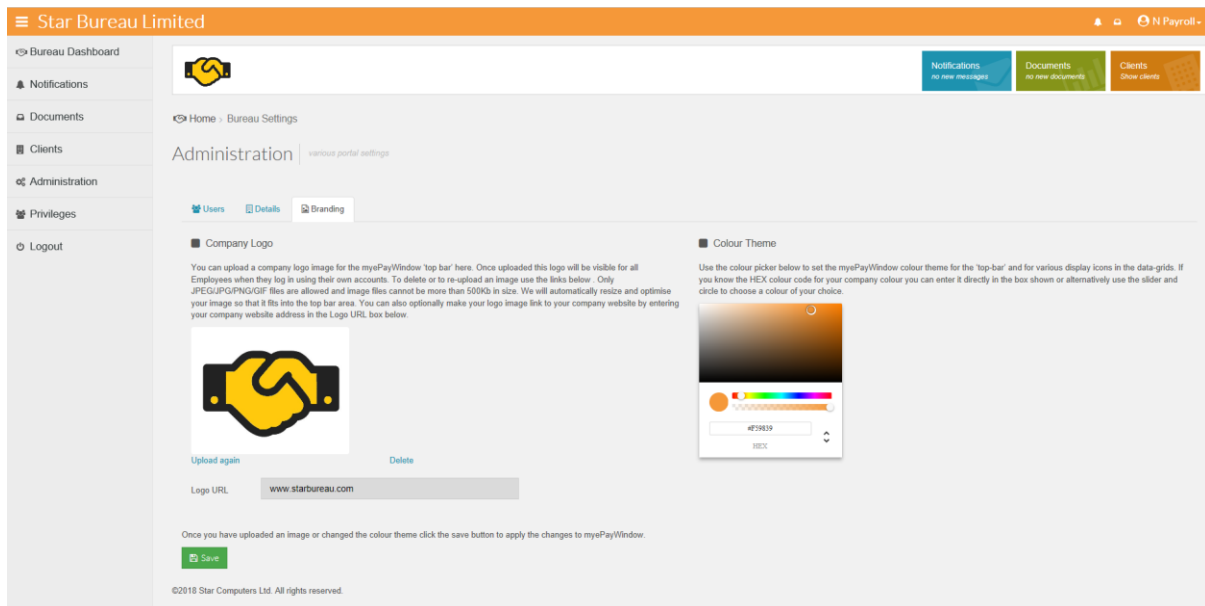 Star Bureau Limited
N Payroll
Bureau Dashboard
Notifications
Documents
Clients
Administration
Privileges
Logout
Notifications
no new messages
Documents
no new documents
Clients
Show clients
Home › Bureau Settings
Administration
various portal settings
Users
Details
Branding
Company Logo
You can upload a company logo image for the myePayWindow 'top bar' here. Once uploaded this logo will be visible for all
Employees when they log in using their own accounts. To delete or to re-upload an image use the links below . Only
JPEG/JPG/PNG/GIF files are allowed and image files cannot be more than 500Kb in size. We will automatically resize and optimise
your image so that it fits into the top bar area. You can also optionally make your logo image link to your company website by entering
your company website address in the Logo URL box below.
Upload again
Delete
Logo URL
www.starbureau.com
Colour Theme
Use the colour picker below to set the myePayWindow colour theme for the 'top-bar' and for various display icons in the data-grids. If
you know the HEX colour code for your company colour you can enter it directly in the box shown or alternatively use the slider and
circle to choose a colour of your choice.
#F59839
HEX
Once you have uploaded an image or changed the colour theme click the save button to apply the changes to myePayWindow.
Save
©2018 Star Computers Ltd. All rights reserved.